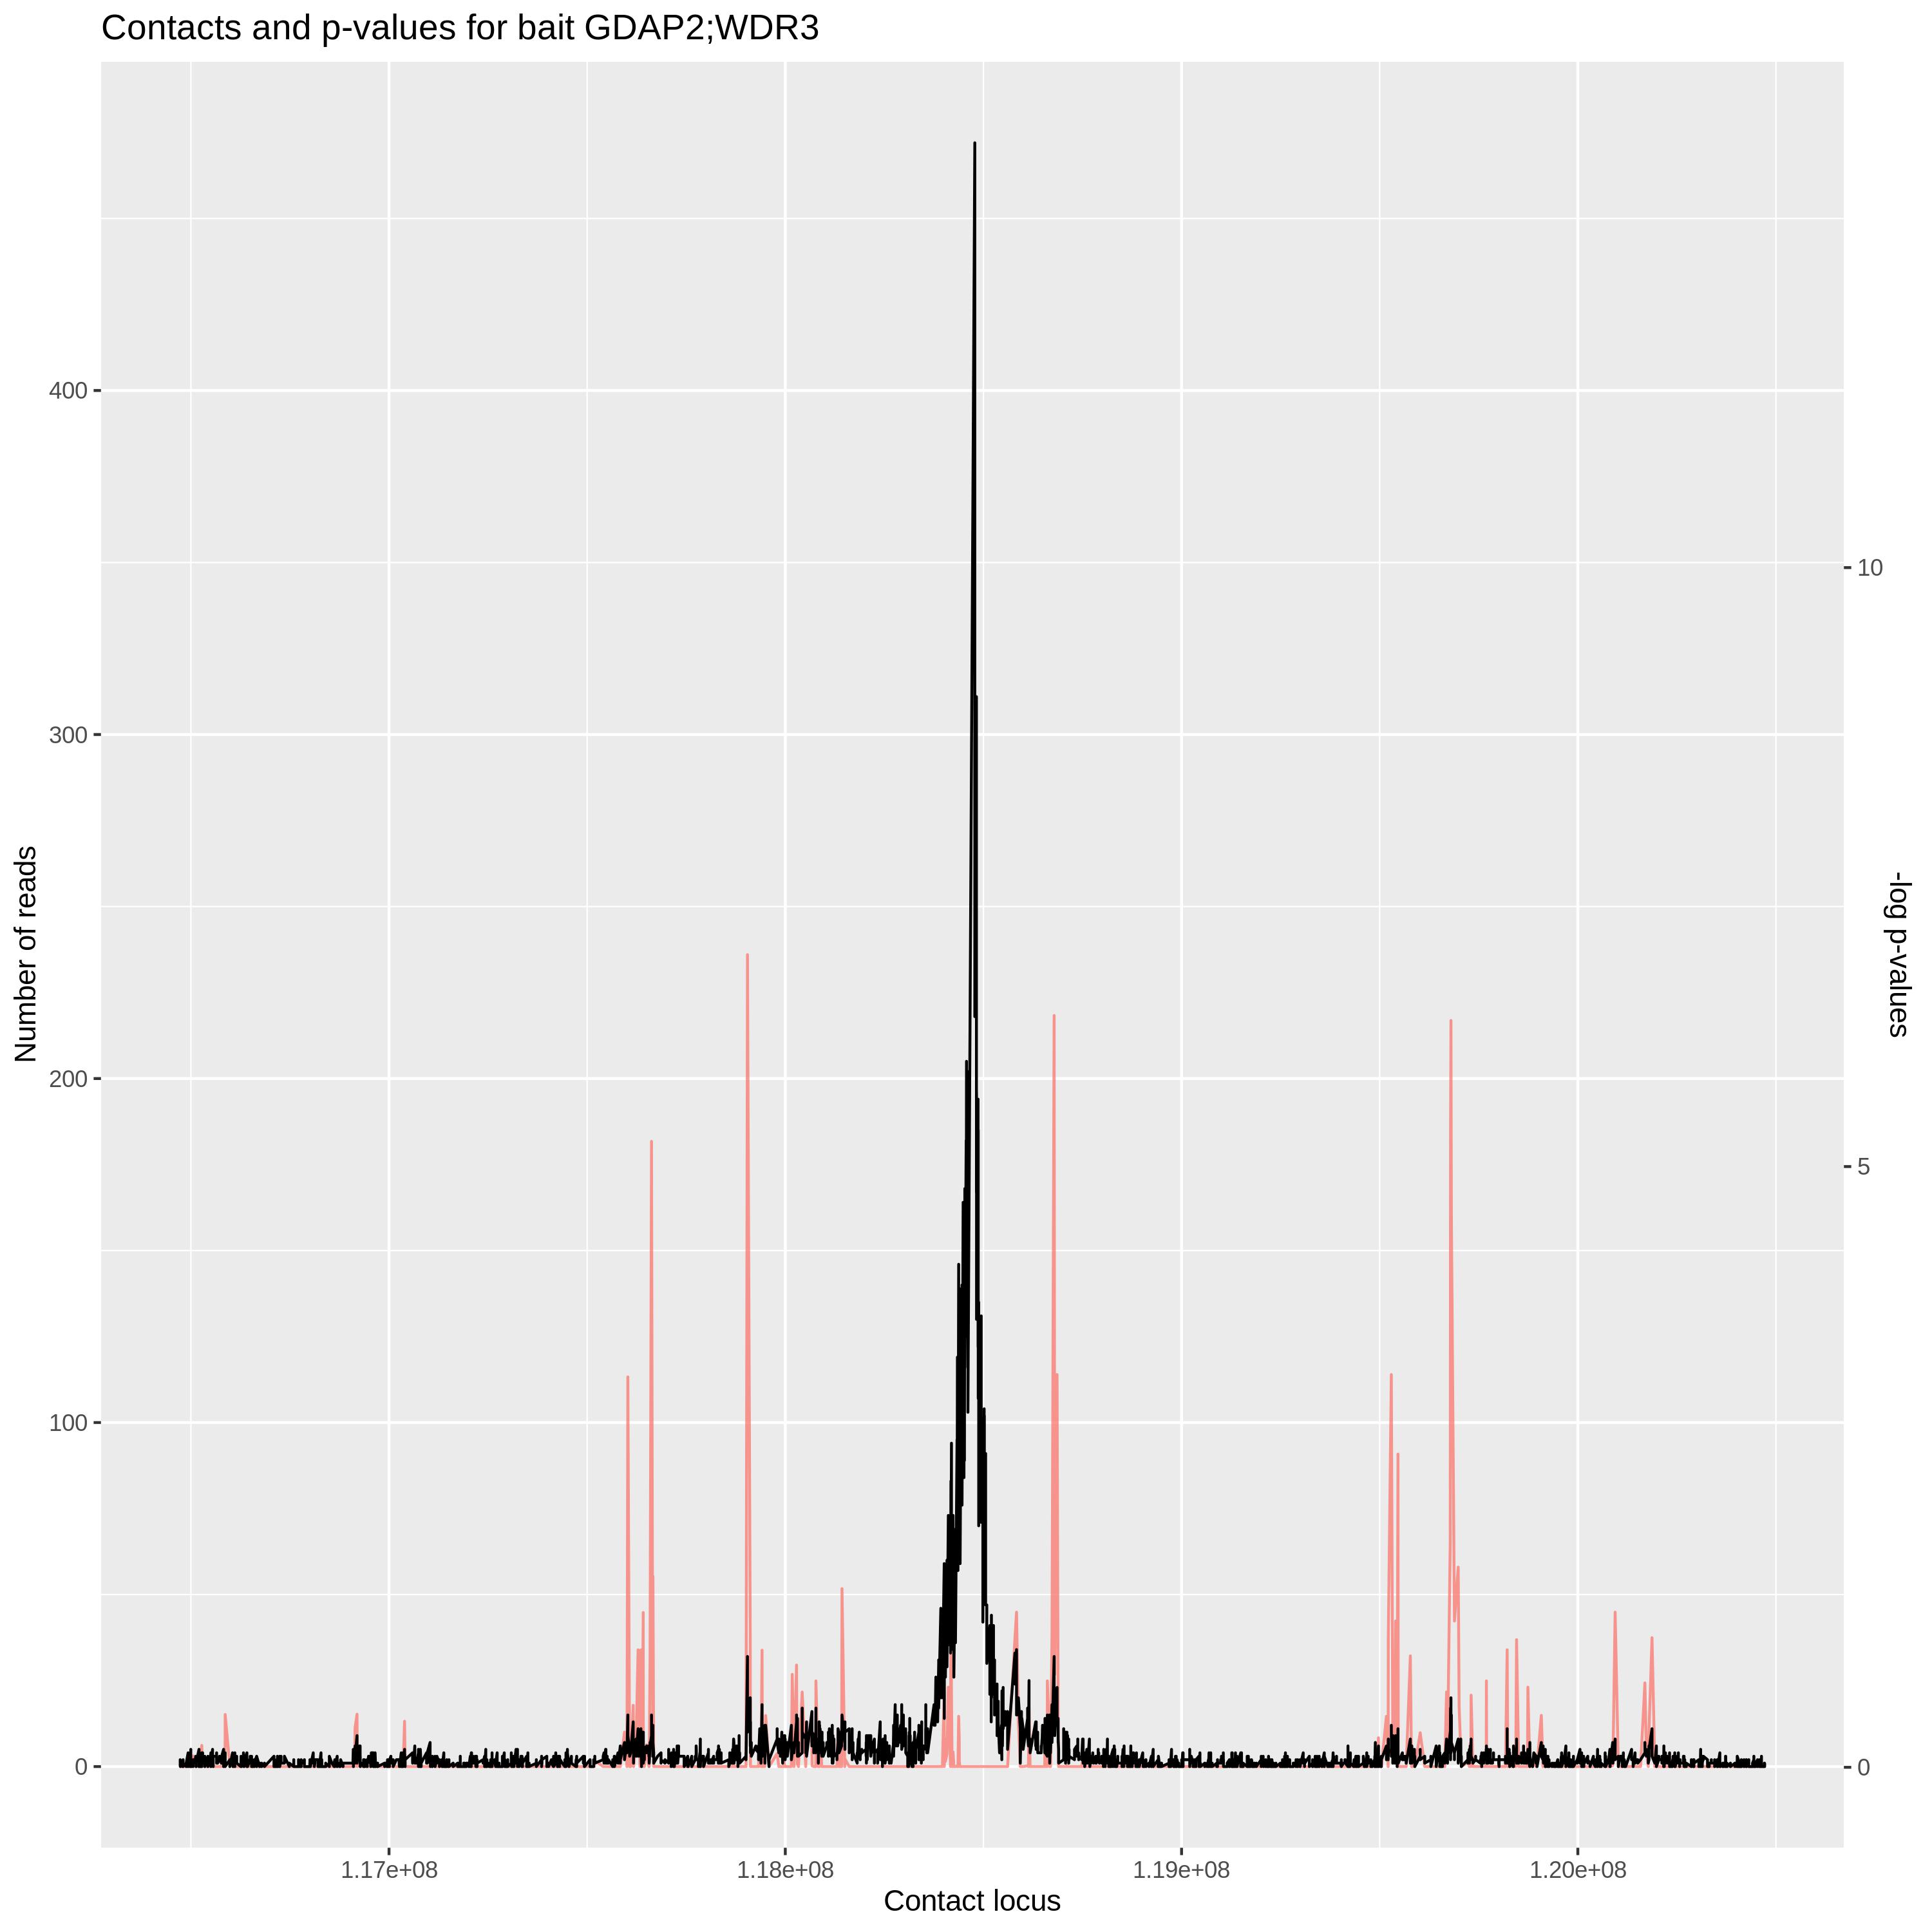 Contacts and p-values for bait GDAP2;WDR3
400
300
200
100
0
Number of reads
10
5
0
-log p-values
1.17e+08
1.18e+08
1.19e+08
1.20e+08
Contact locus